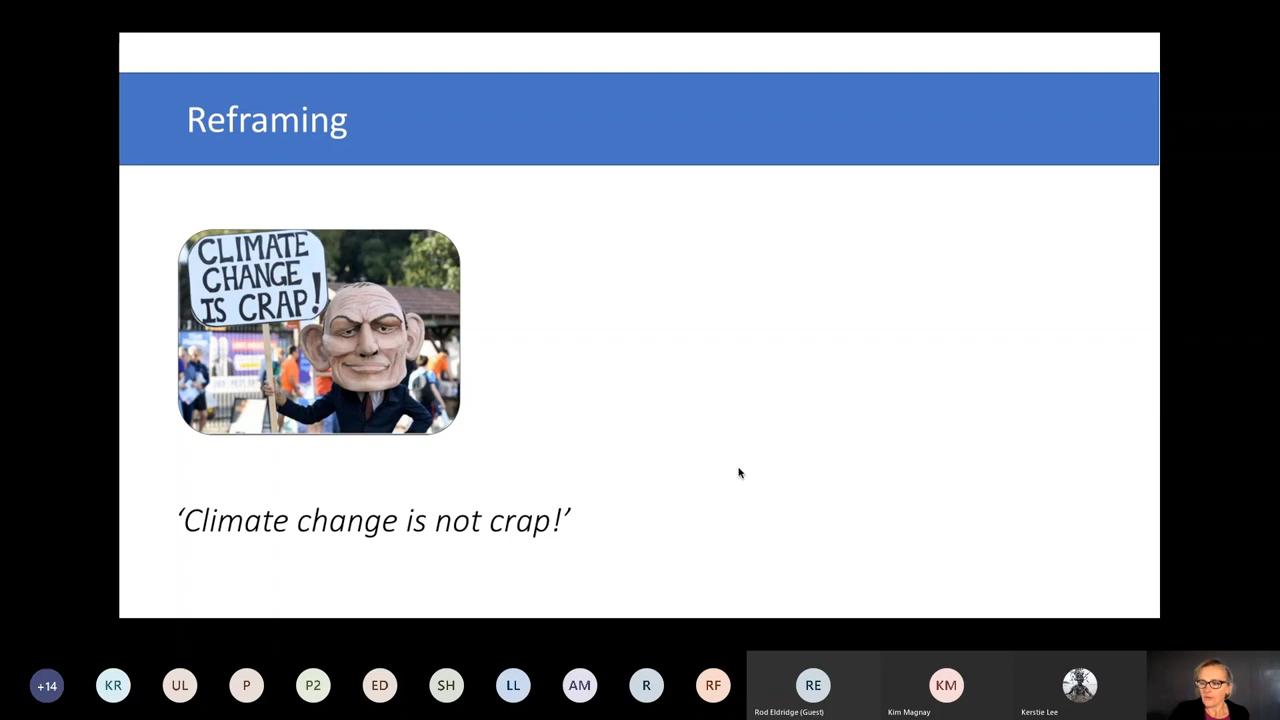 Reframing
CLIMATE
CHANGE
IS CRAP!
‘Climate change is not crap!’
+14
KR
UL
P
P2
ED
SH
LL
AM
R
RF
RE
KM
Rod Eldridge (Guest)
Kim Magnay
Kerstie Lee